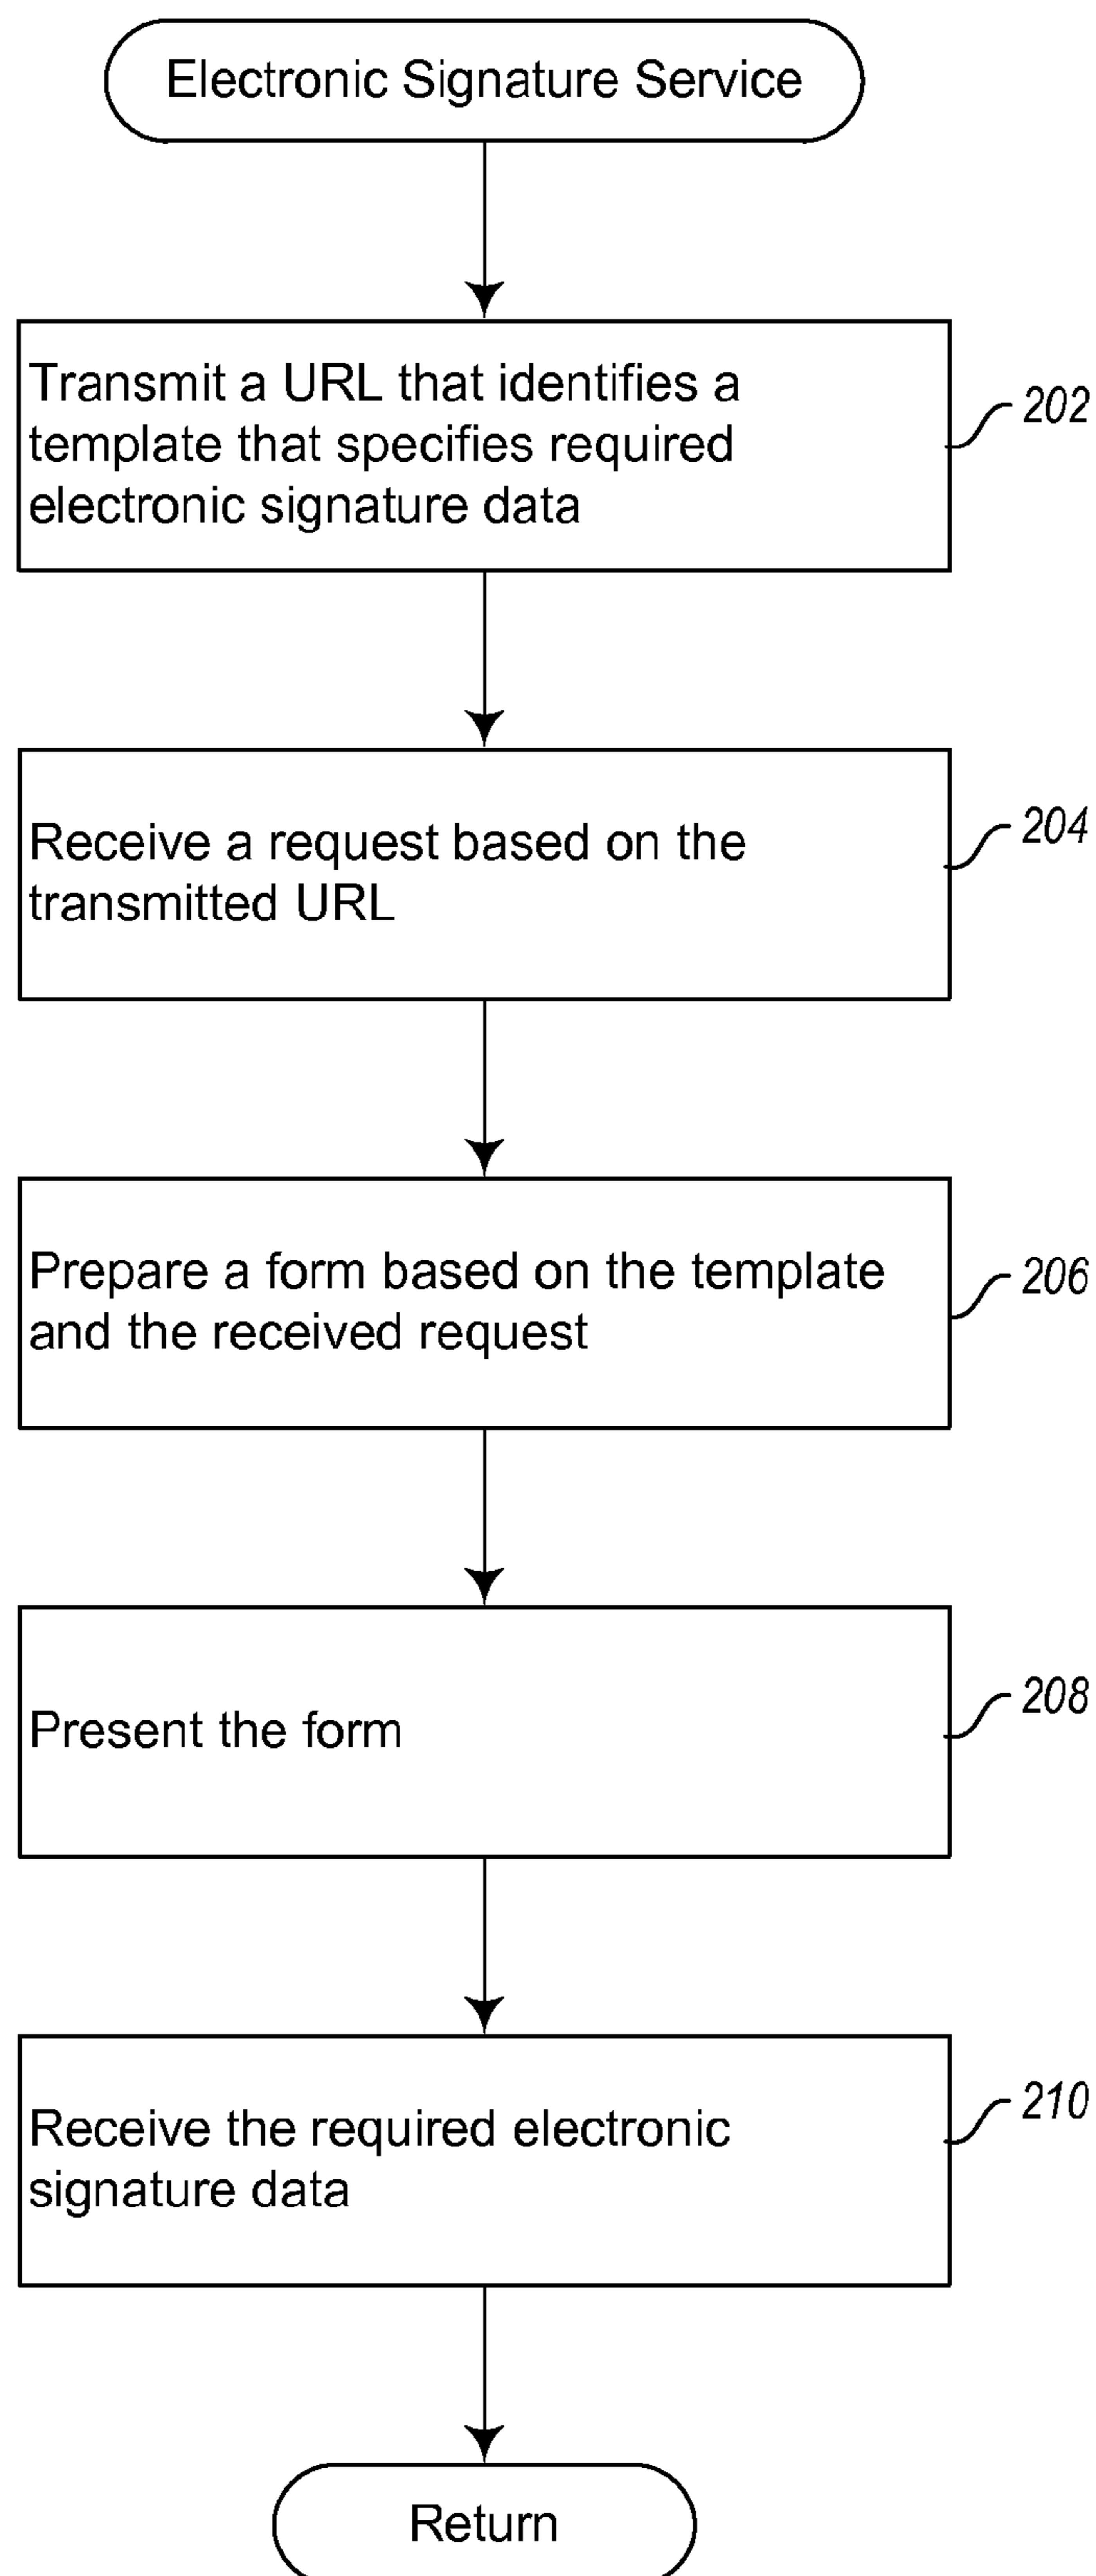 Electronic Signature Service
Transmit a URL that identifies a
template that specifies required
electronic signature data
202
Receive a request based on the
transmitted URL
204
Prepare a form based on the template
and the received request
206
Present the form
208
Receive the required electronic
signature data
210
Return